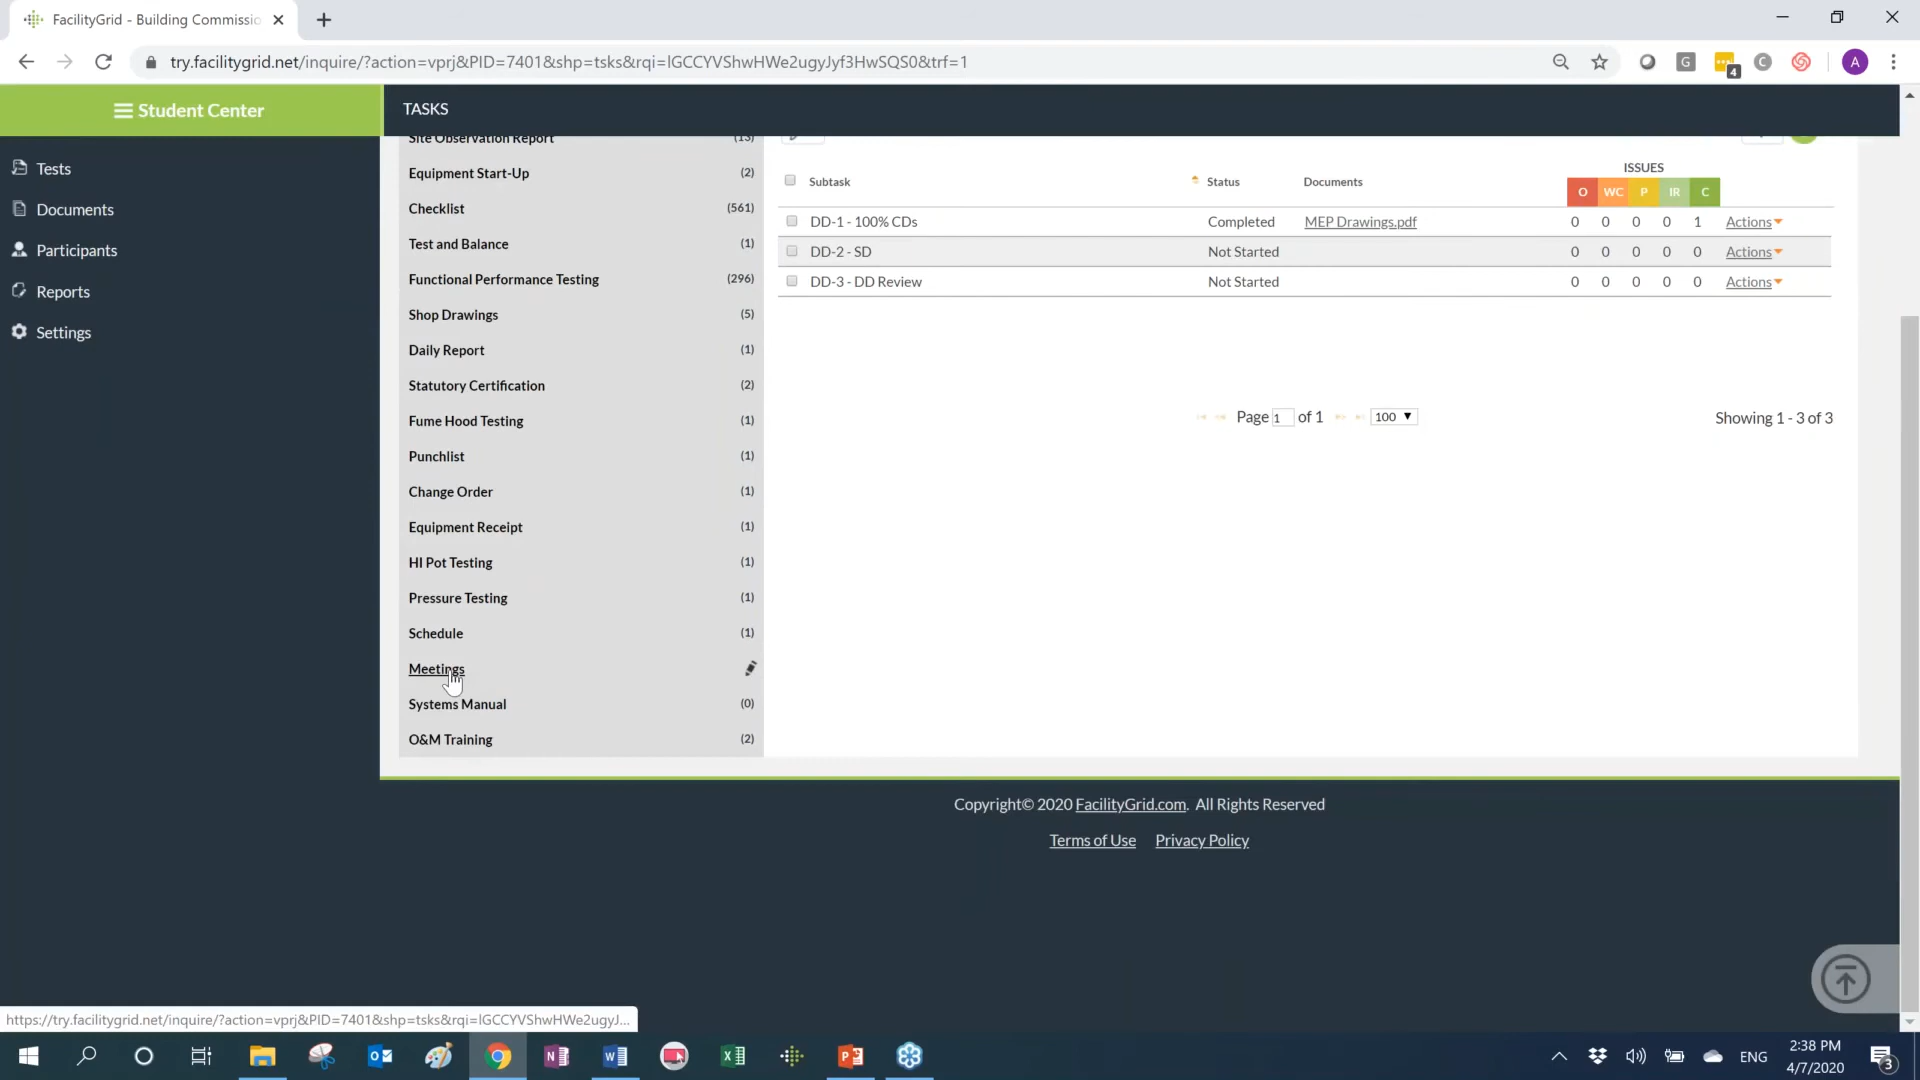 FacilityGrid - Building Commissio
try.facilitygrid.net/inquire/?action=vprj&PID=7401&shp=tsks&rqi=lGCCYVShwHWe2ugyJyf3HwSQS0&trf=1
G
4
C
A
Student Center
TASKS
Tests
Documents
Participants
Reports
Settings
Site Observation Report (13)
Equipment Start-Up (2)
Checklist (561)
Test and Balance (1)
Functional Performance Testing (296)
Shop Drawings (5)
Daily Report (1)
Statutory Certification (2)
Fume Hood Testing (1)
Punchlist (1)
Change Order (1)
Equipment Receipt (1)
HI Pot Testing (1)
Pressure Testing (1)
Schedule (1)
Meetings
Systems Manual (0)
O&M Training (2)
ISSUES
Subtask Status Documents O WC P IR C
DD-1 - 100% CDs Completed MEP Drawings.pdf 0 0 0 0 1 Actions
DD-2 - SD Not Started 0 0 0 0 0 Actions
DD-3 - DD Review Not Started 0 0 0 0 0 Actions
Page 1 of 1 100 Showing 1 - 3 of 3
Copyright© 2020 FacilityGrid.com. All Rights Reserved
Terms of Use Privacy Policy
https://try.facilitygrid.net/inquire/?action=vprj&PID=7401&shp=tsks&rqi=lGCCYVShwHWe2ugyJ...
ENG
2:38 PM
4/7/2020
3